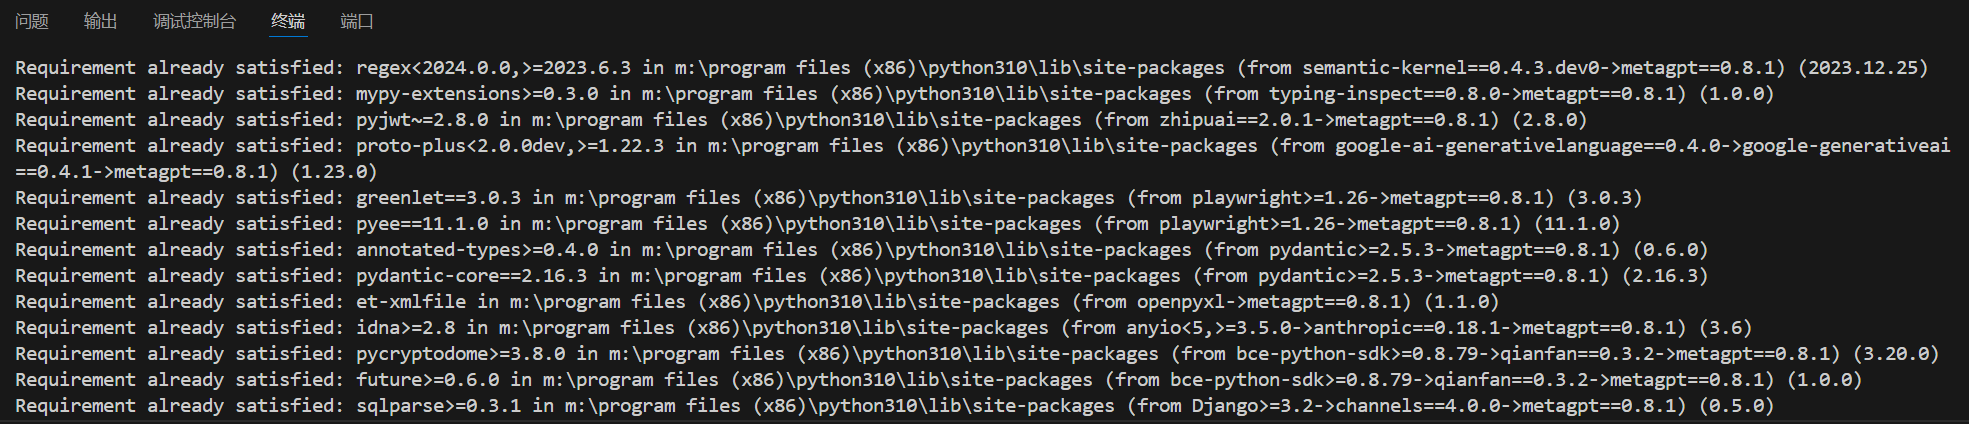 问题 输出 调试控制台 终端 端口
Requirement already satisfied: regex<2024.0.0,>=2023.6.3 in m:\program files (x86)\python310\lib\site-packages (from semantic-kernel==0.4.3.dev0->metagpt==0.8.1) (2023.12.25)
Requirement already satisfied: mypy-extensions>=0.3.0 in m:\program files (x86)\python310\lib\site-packages (from typing-inspect==0.8.0->metagpt==0.8.1) (1.0.0)
Requirement already satisfied: pyjwt~=2.8.0 in m:\program files (x86)\python310\lib\site-packages (from zhipuai==2.0.1->metagpt==0.8.1) (2.8.0)
Requirement already satisfied: proto-plus<2.0.0dev,>=1.22.3 in m:\program files (x86)\python310\lib\site-packages (from google-ai-generativelanguage==0.4.0->google-generativeai
==0.4.1->metagpt==0.8.1) (1.23.0)
Requirement already satisfied: greenlet==3.0.3 in m:\program files (x86)\python310\lib\site-packages (from playwright>=1.26->metagpt==0.8.1) (3.0.3)
Requirement already satisfied: pyee==11.1.0 in m:\program files (x86)\python310\lib\site-packages (from playwright>=1.26->metagpt==0.8.1) (11.1.0)
Requirement already satisfied: annotated-types>=0.4.0 in m:\program files (x86)\python310\lib\site-packages (from pydantic>=2.5.3->metagpt==0.8.1) (0.6.0)
Requirement already satisfied: pydantic-core==2.16.3 in m:\program files (x86)\python310\lib\site-packages (from pydantic>=2.5.3->metagpt==0.8.1) (2.16.3)
Requirement already satisfied: et-xmlfile in m:\program files (x86)\python310\lib\site-packages (from openpyxl->metagpt==0.8.1) (1.1.0)
Requirement already satisfied: idna>=2.8 in m:\program files (x86)\python310\lib\site-packages (from anyio<5,>=3.5.0->anthropic==0.18.1->metagpt==0.8.1) (3.6)
Requirement already satisfied: pycryptodome>=3.8.0 in m:\program files (x86)\python310\lib\site-packages (from bce-python-sdk>=0.8.79->qianfan==0.3.2->metagpt==0.8.1) (3.20.0)
Requirement already satisfied: future>=0.6.0 in m:\program files (x86)\python310\lib\site-packages (from bce-python-sdk>=0.8.79->qianfan==0.3.2->metagpt==0.8.1) (1.0.0)
Requirement already satisfied: sqlparse>=0.3.1 in m:\program files (x86)\python310\lib\site-packages (from Django>=3.2->channels==4.0.0->metagpt==0.8.1) (0.5.0)